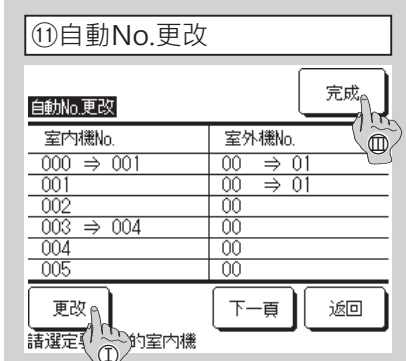 ⑪自動No.更改
完成
自動No.更改
Ⅲ
室内機No. 室外機No.
000 ⇒ 001 00 ⇒ 01
001 00 ⇒ 01
002 00
003 ⇒ 004 00
004 00
005 00
更改 下一頁 返回
請選定 的室内機
Ⅰ